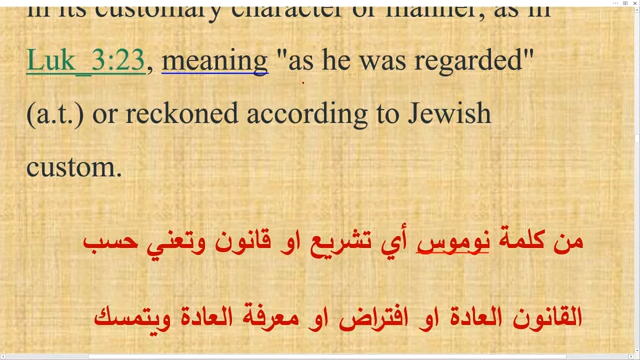 in its customary character or manner, as in
Luk_3:23, meaning "as he was regarded"
(a.t.) or reckoned according to Jewish
custom.
من كلمة نوموس أي تشريع او قانون وتعني حسب
القانون العادة او افتراض او معرفة العادة ويتمسك